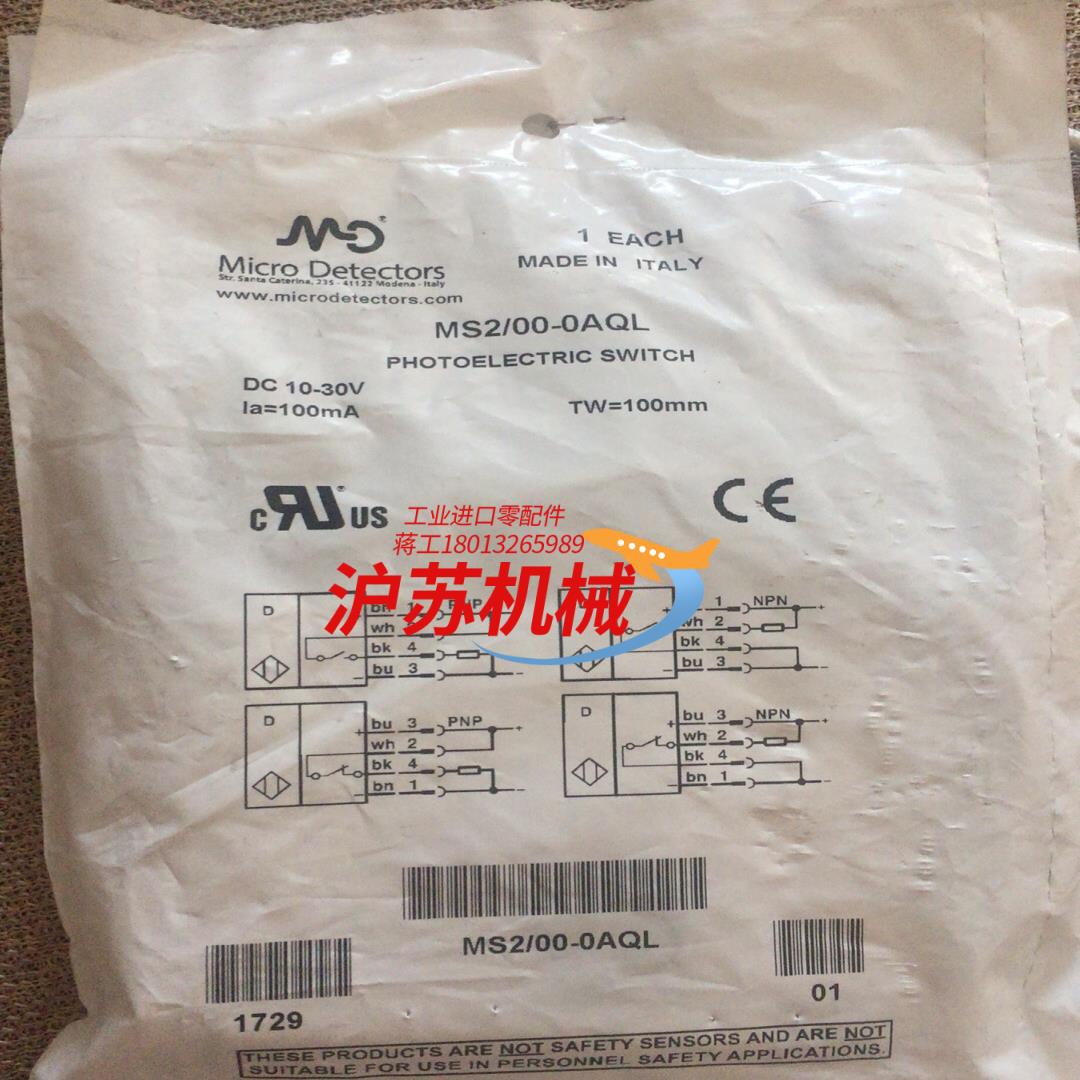 MD®
Micro Detectors
Str. Santa Caterina, 235 - 41122 Modena - Italy
www.microdetectors.com
1 EACH
MADE IN ITALY
MS2/00-0AQL
PHOTOELECTRIC SWITCH
DC 10-30V
Ia=100mA
TW=100mm
c RU ® US
CE
工业进口零配件
蒋工18013265989
沪苏机械
D
bn 1 PNP
wh
bk 4
bu 3
-
1 NPN +
wh 2
bk 4
bu 3 -
D
bu 3 PNP +
wh 2
bk 4
bn 1 -
D
bu 3 NPN +
wh 2
bk 4
bn 1 -
MS2/00-0AQL
1729
01
THESE PRODUCTS ARE NOT SAFETY SENSORS AND ARE NOT
SUITABLE FOR USE IN PERSONNEL SAFETY APPLICATIONS.